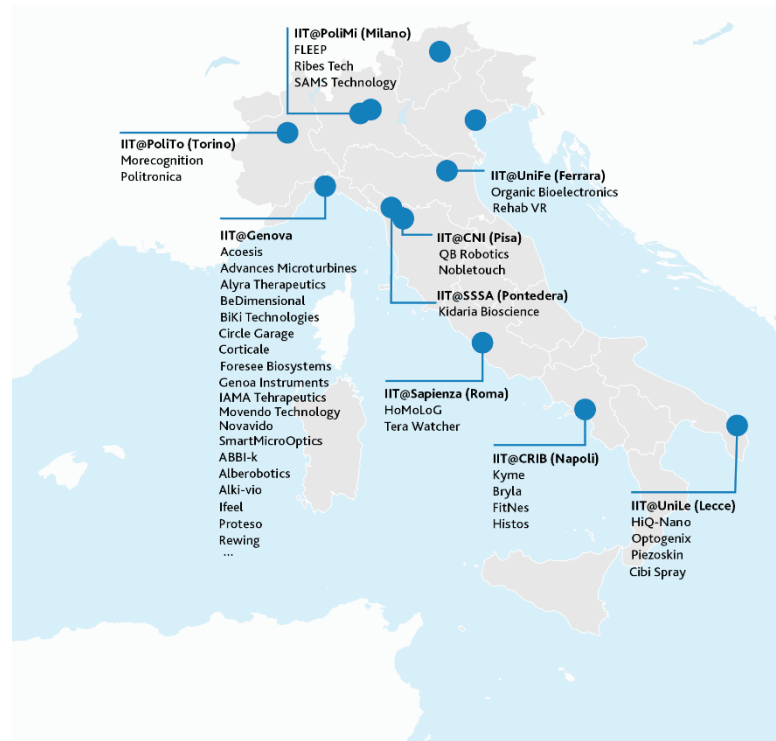 IIT@PoliMi (Milano)
FLEEP
Ribes Tech
SAMS Technology
IIT@PoliTo (Torino)
Morecognition
Politronica
IIT@UniFe (Ferrara)
Organic Bioelectronics
Rehab VR
IIT@Genova
Acoesis
Advances Microturbines
Alyra Therapeutics
BeDimensional
BiKi Technologies
Circle Garage
Corticale
Foresee Biosystems
Genoa Instruments
IAMA Tehrapeutics
Movendo Technology
Novavido
SmartMicroOptics
ABBI-k
Alberobotics
Alki-vio
Ifeel
Proteso
Rewing
...
IIT@CNI (Pisa)
QB Robotics
Nobletouch
IIT@SSSA (Pontedera)
Kidaria Bioscience
IIT@Sapienza (Roma)
HoMoLoG
Tera Watcher
IIT@CRIB (Napoli)
Kyme
Bryla
FitNes
Histos
IIT@UniLe (Lecce)
HiQ-Nano
Optogenix
Piezoskin
Cibi Spray